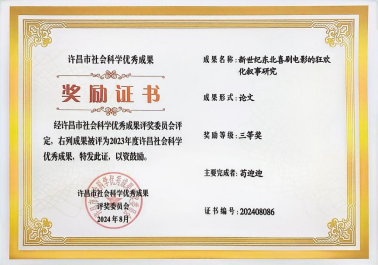 许昌市社会科学优秀成果
奖励证书
经许昌市社会科学优秀成果评奖委员会评
定，右列成果被评为2023年度许昌社会科学
优秀成果，特发此证，以资鼓励。
许昌市社会科学优秀成果
评奖委员会
2024年8月
成果名称：新世纪东北喜剧电影的狂欢
化叙事研究
成果形式：论文
奖励等级：三等奖
主要完成者：苟迎迎
证书编号：202408086